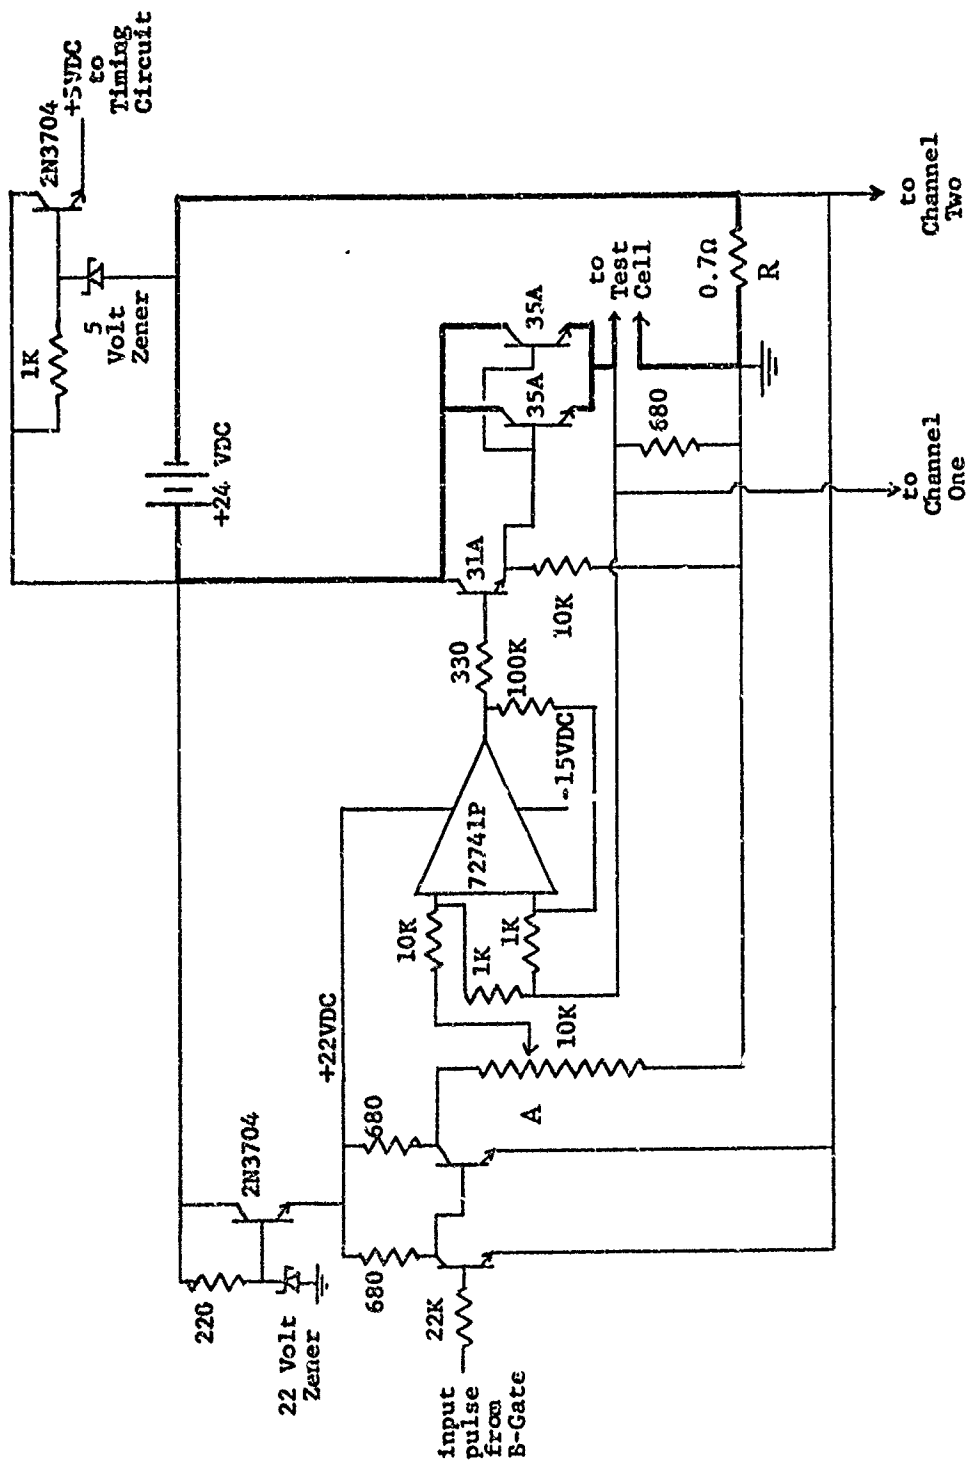 2N3704
+5VDC
to
Timing
Circuit
1K
5
Volt
Zener
+24 VDC
35A
35A
to
Test
Cell
0.7Ω
R
to
Channel
Two
680
to
Channel
One
31A
10K
330
100K
-15VDC
72741P
10K
1K
1K
10K
+22VDC
A
680
2N3704
220
22 Volt
Zener
680
22K
input
pulse
from
B-Gate